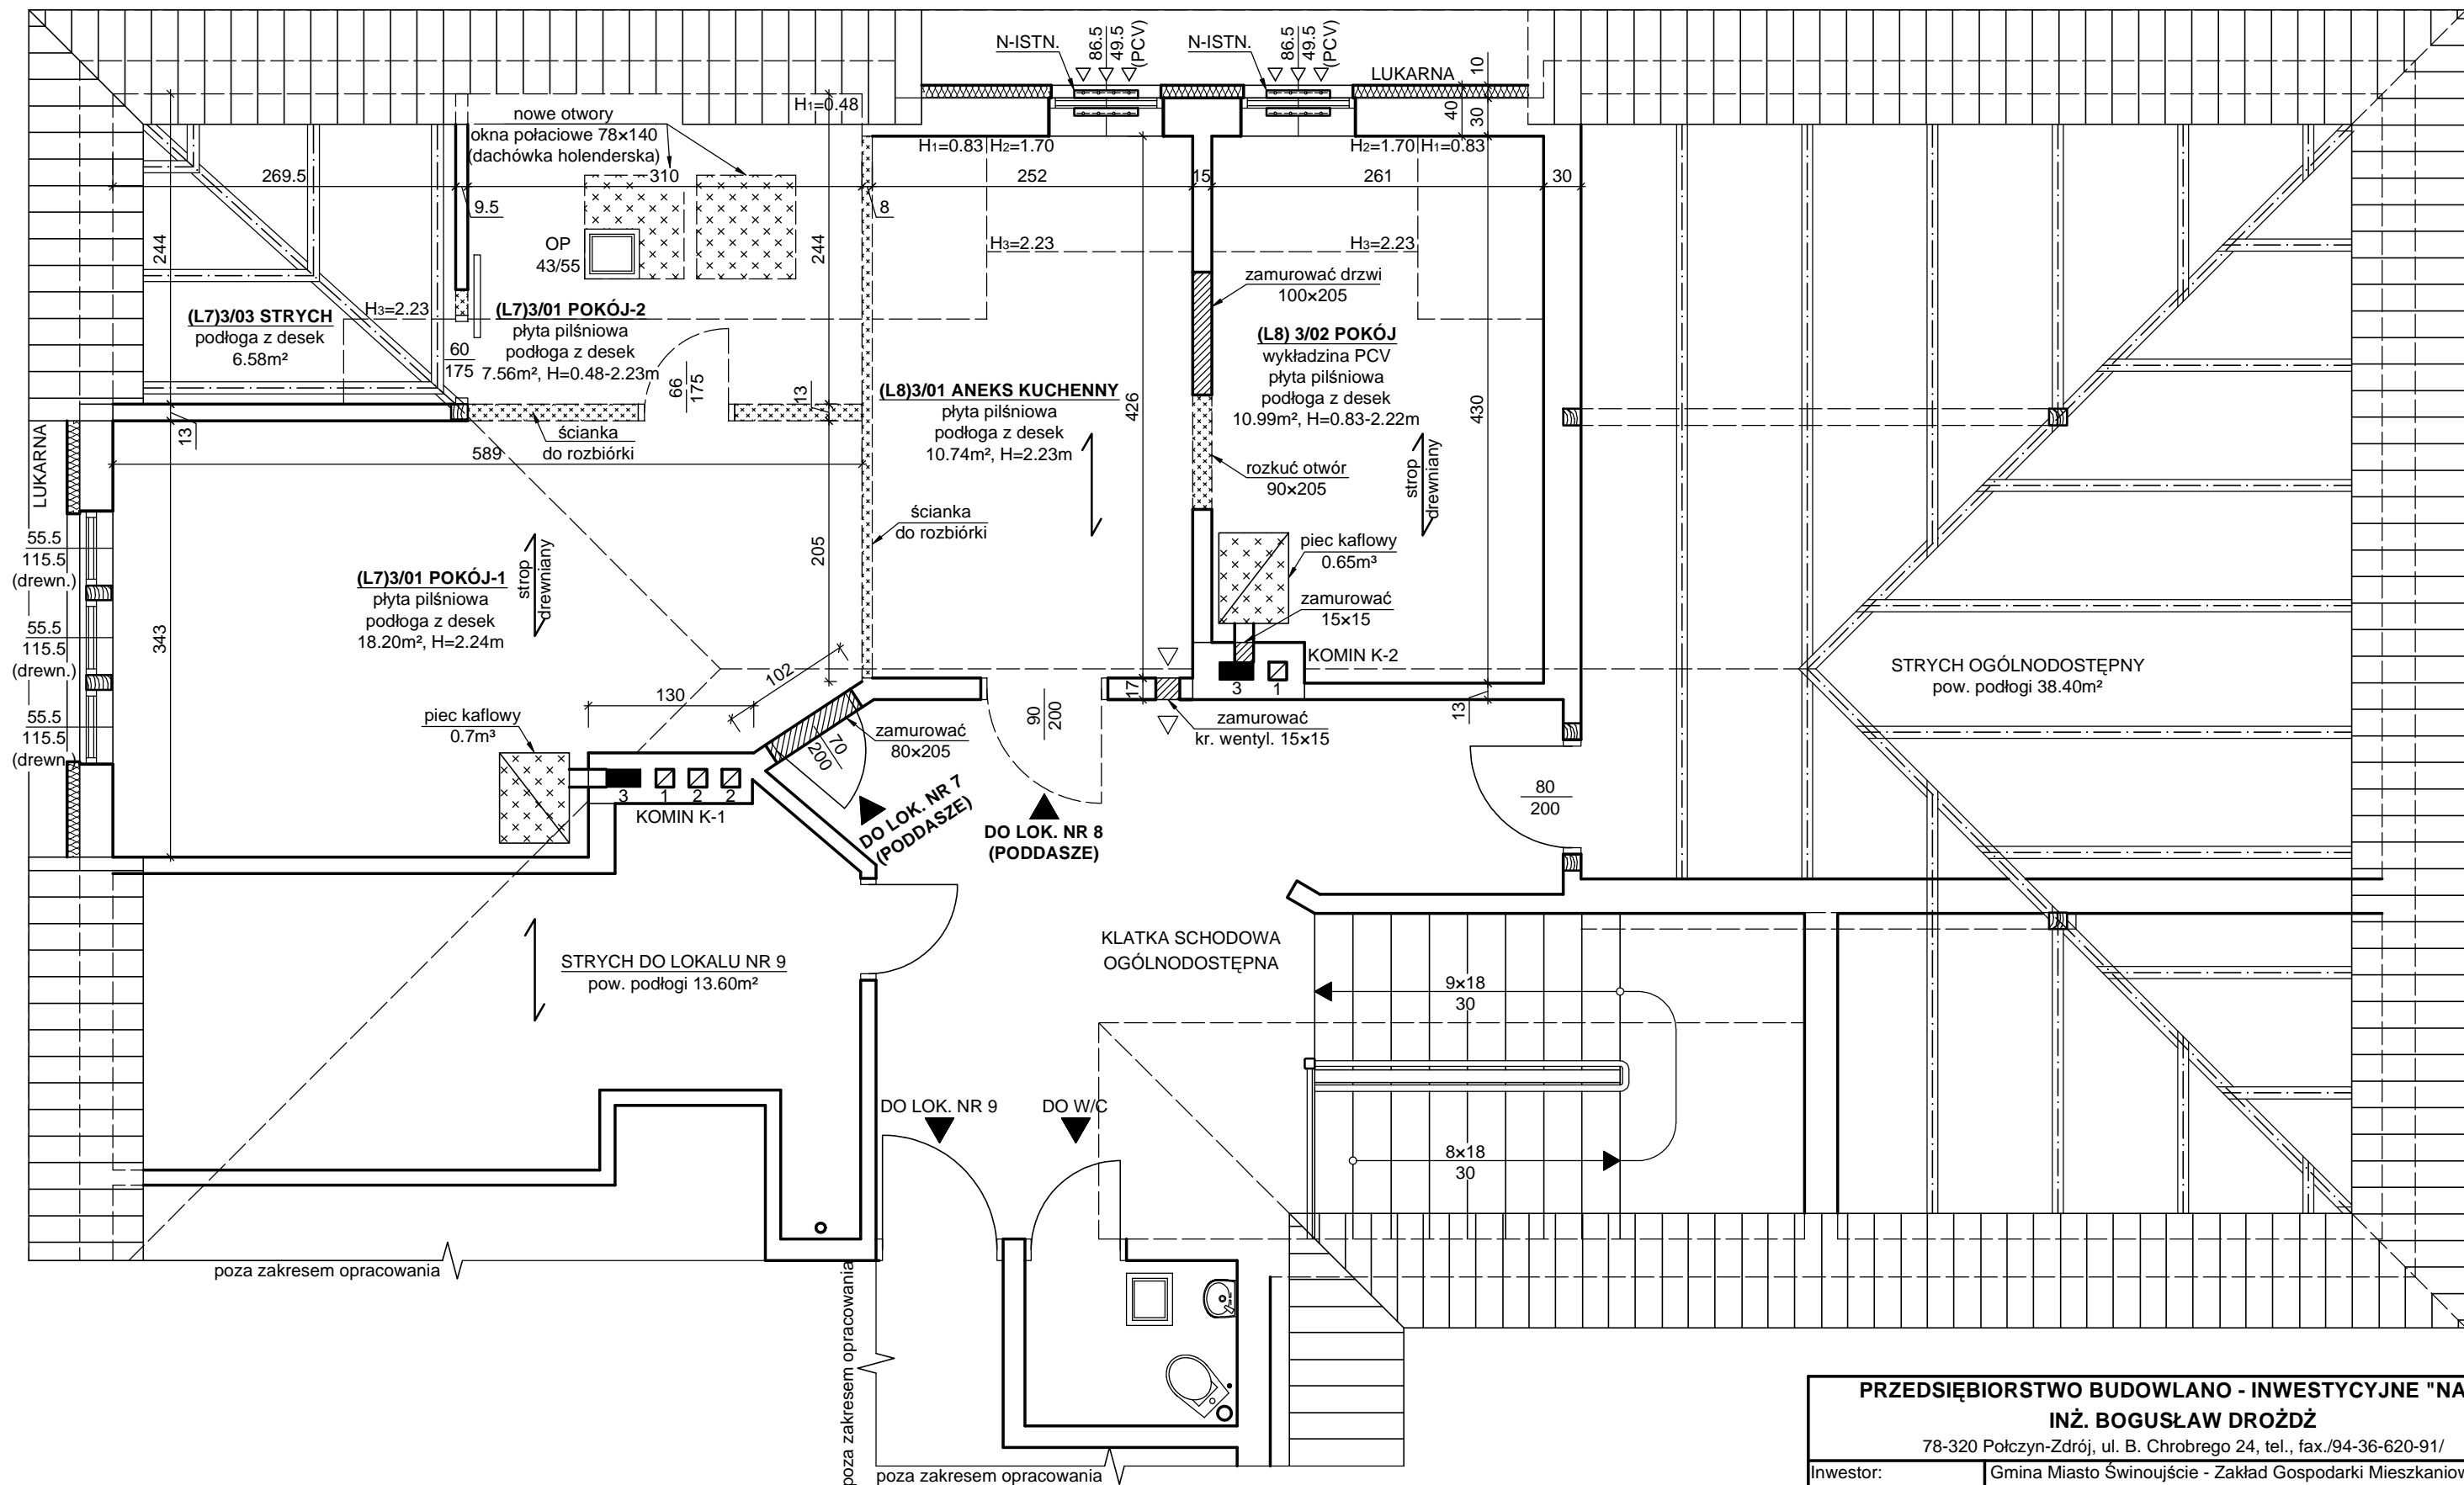 N-ISTN.
86.5
49.5
(PCV)
N-ISTN.
86.5
49.5
(PCV)
LUKARNA
10
40
30
H1=0.48
nowe otwory
okna połaciowe 78×140
(dachówka holenderska)
H1=0.83
H2=1.70
H2=1.70
H1=0.83
269.5
310
252
15
261
30
9.5
8
244
244
OP
43/55
H3=2.23
H3=2.23
zamurować drzwi
100×205
(L7)3/03 STRYCH
podłoga z desek
6.58m²
H3=2.23
(L7)3/01 POKÓJ-2
płyta pilśniowa
podłoga z desek
7.56m², H=0.48-2.23m
60
175
66
175
13
(L8) 3/02 POKÓJ
wykładzina PCV
płyta pilśniowa
podłoga z desek
10.99m², H=0.83-2.22m
(L8)3/01 ANEKS KUCHENNY
płyta pilśniowa
podłoga z desek
10.74m², H=2.23m
426
430
LUKARNA
13
ścianka
do rozbiórki
589
rozkuć otwór
90×205
strop
drewniany
ścianka
do rozbiórki
55.5
115.5
(drewn.)
55.5
115.5
(drewn.)
55.5
115.5
(drewn.)
343
(L7)3/01 POKÓJ-1
płyta pilśniowa
podłoga z desek
18.20m², H=2.24m
strop
drewniany
205
piec kaflowy
0.65m³
zamurować
15×15
KOMIN K-2
3
1
102
130
17
13
piec kaflowy
0.7m³
70
200
zamurować
80×205
90
200
zamurować
kr. wentyl. 15×15
STRYCH OGÓLNODOSTĘPNY
pow. podłogi 38.40m²
3
1
2
2
KOMIN K-1
DO LOK. NR 7
(PODDASZE)
DO LOK. NR 8
(PODDASZE)
80
200
STRYCH DO LOKALU NR 9
pow. podłogi 13.60m²
KLATKA SCHODOWA
OGÓLNODOSTĘPNA
9×18
30
8×18
30
DO LOK. NR 9
DO W/C
poza zakresem opracowania
poza zakresem opracowania
poza zakresem opracowania
PRZEDSIĘBIORSTWO BUDOWLANO - INWESTYCYJNE "NA
INŻ. BOGUSŁAW DROŻDŻ
78-320 Połczyn-Zdrój, ul. B. Chrobrego 24, tel., fax./94-36-620-91/
Inwestor:
Gmina Miasto Świnoujście - Zakład Gospodarki Mieszkaniow